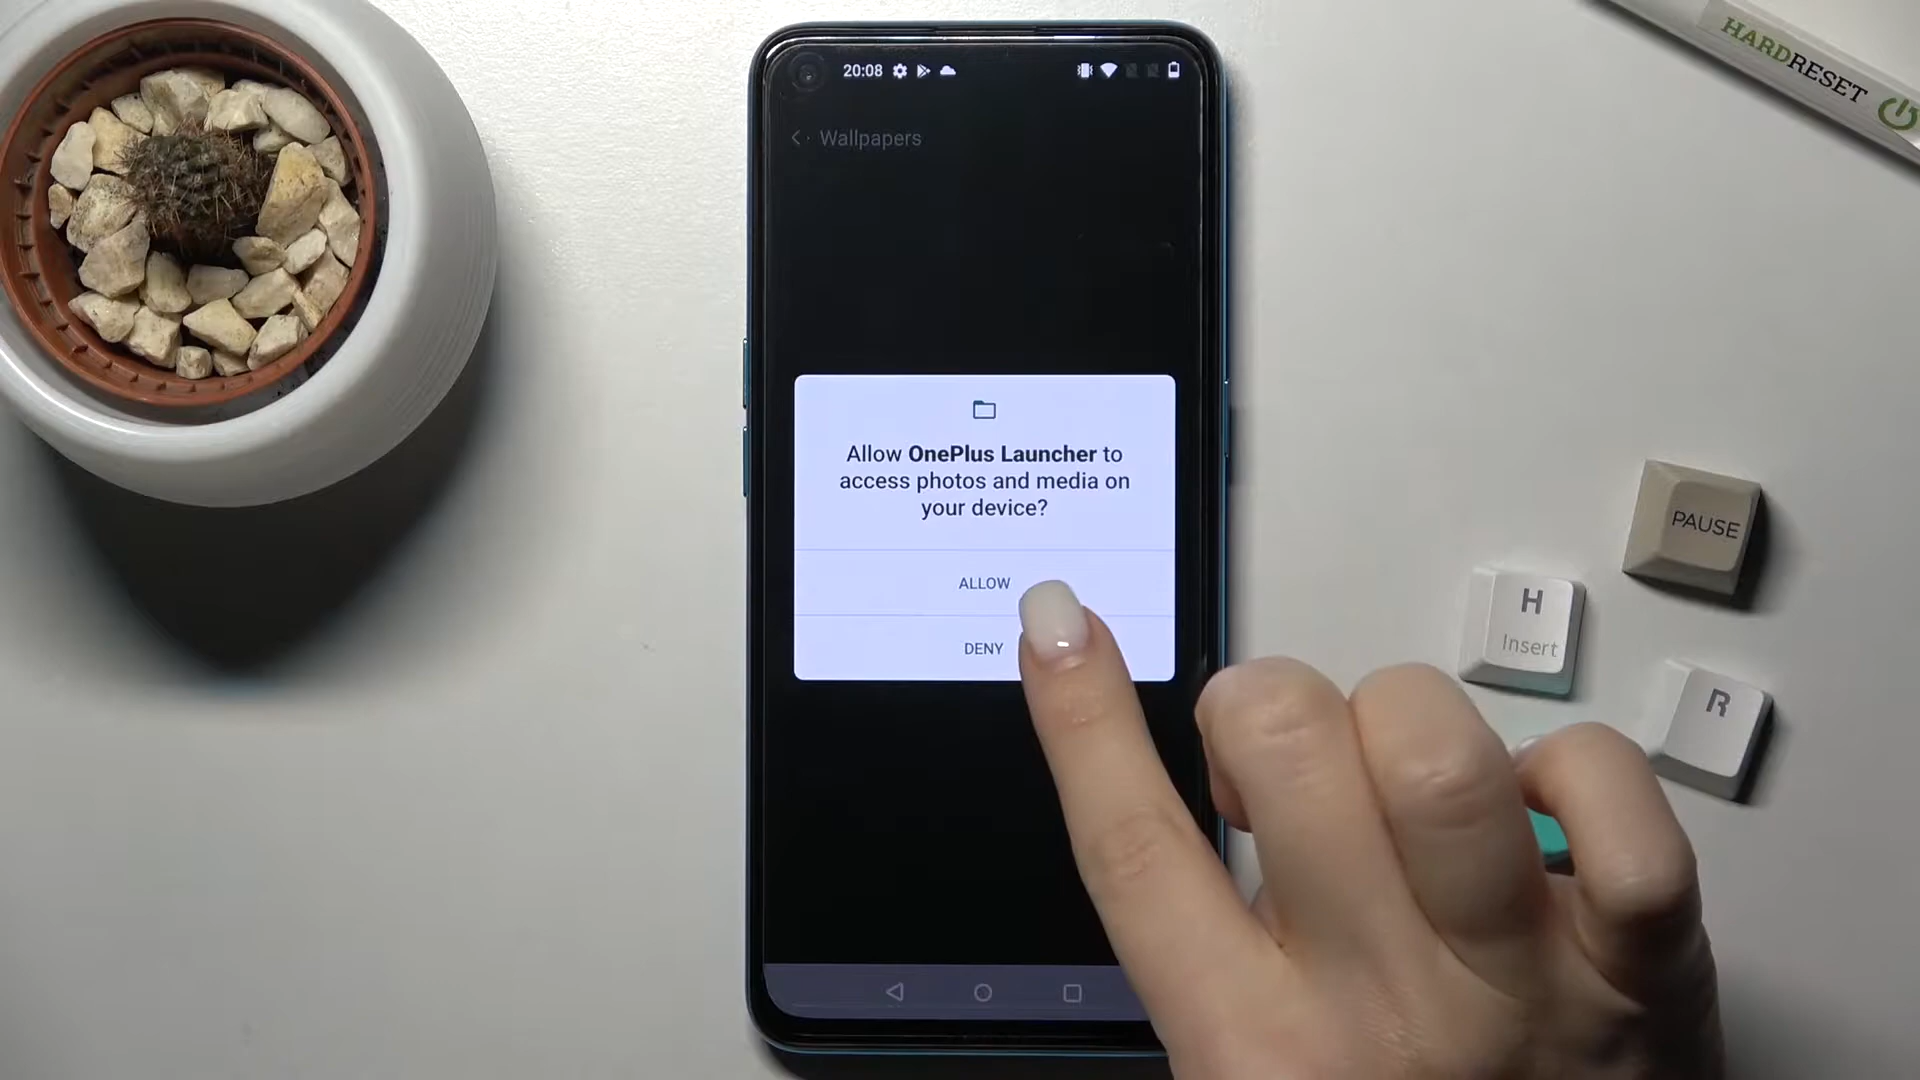 HARDRESET
20:08
Wallpapers
Allow OnePlus Launcher to
access photos and media on
your device?
ALLOW
DENY
PAUSE
H
Insert
R